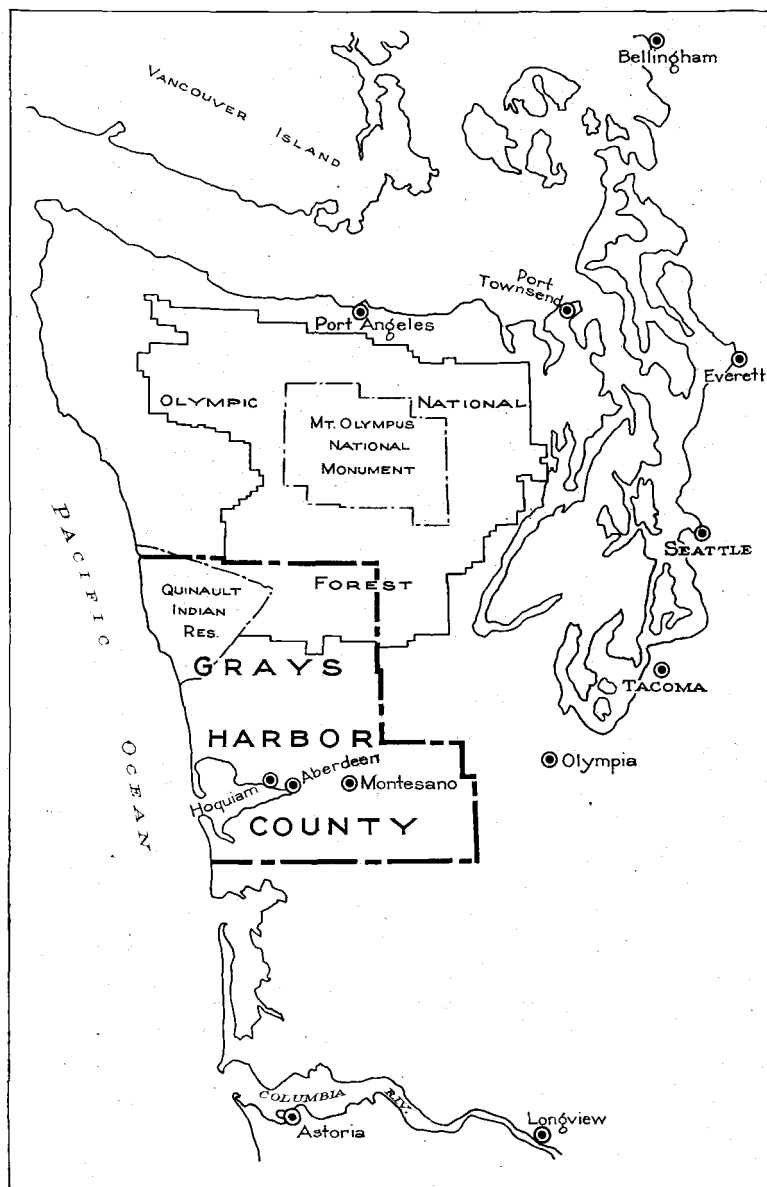 Bellingham
VANCOUVER ISLAND
Port
Townsend
Port Angeles
Everett
OLYMPIC NATIONAL
MT. OLYMPUS
NATIONAL
MONUMENT
PACIFIC OCEAN
SEATTLE
FOREST
QUINAULT
INDIAN
RES.
GRAYS
TACOMA
HARBOR
Olympia
Hoquiam
Aberdeen
Montesano
COUNTY
COLUMBIA RIV.
Astoria
Longview